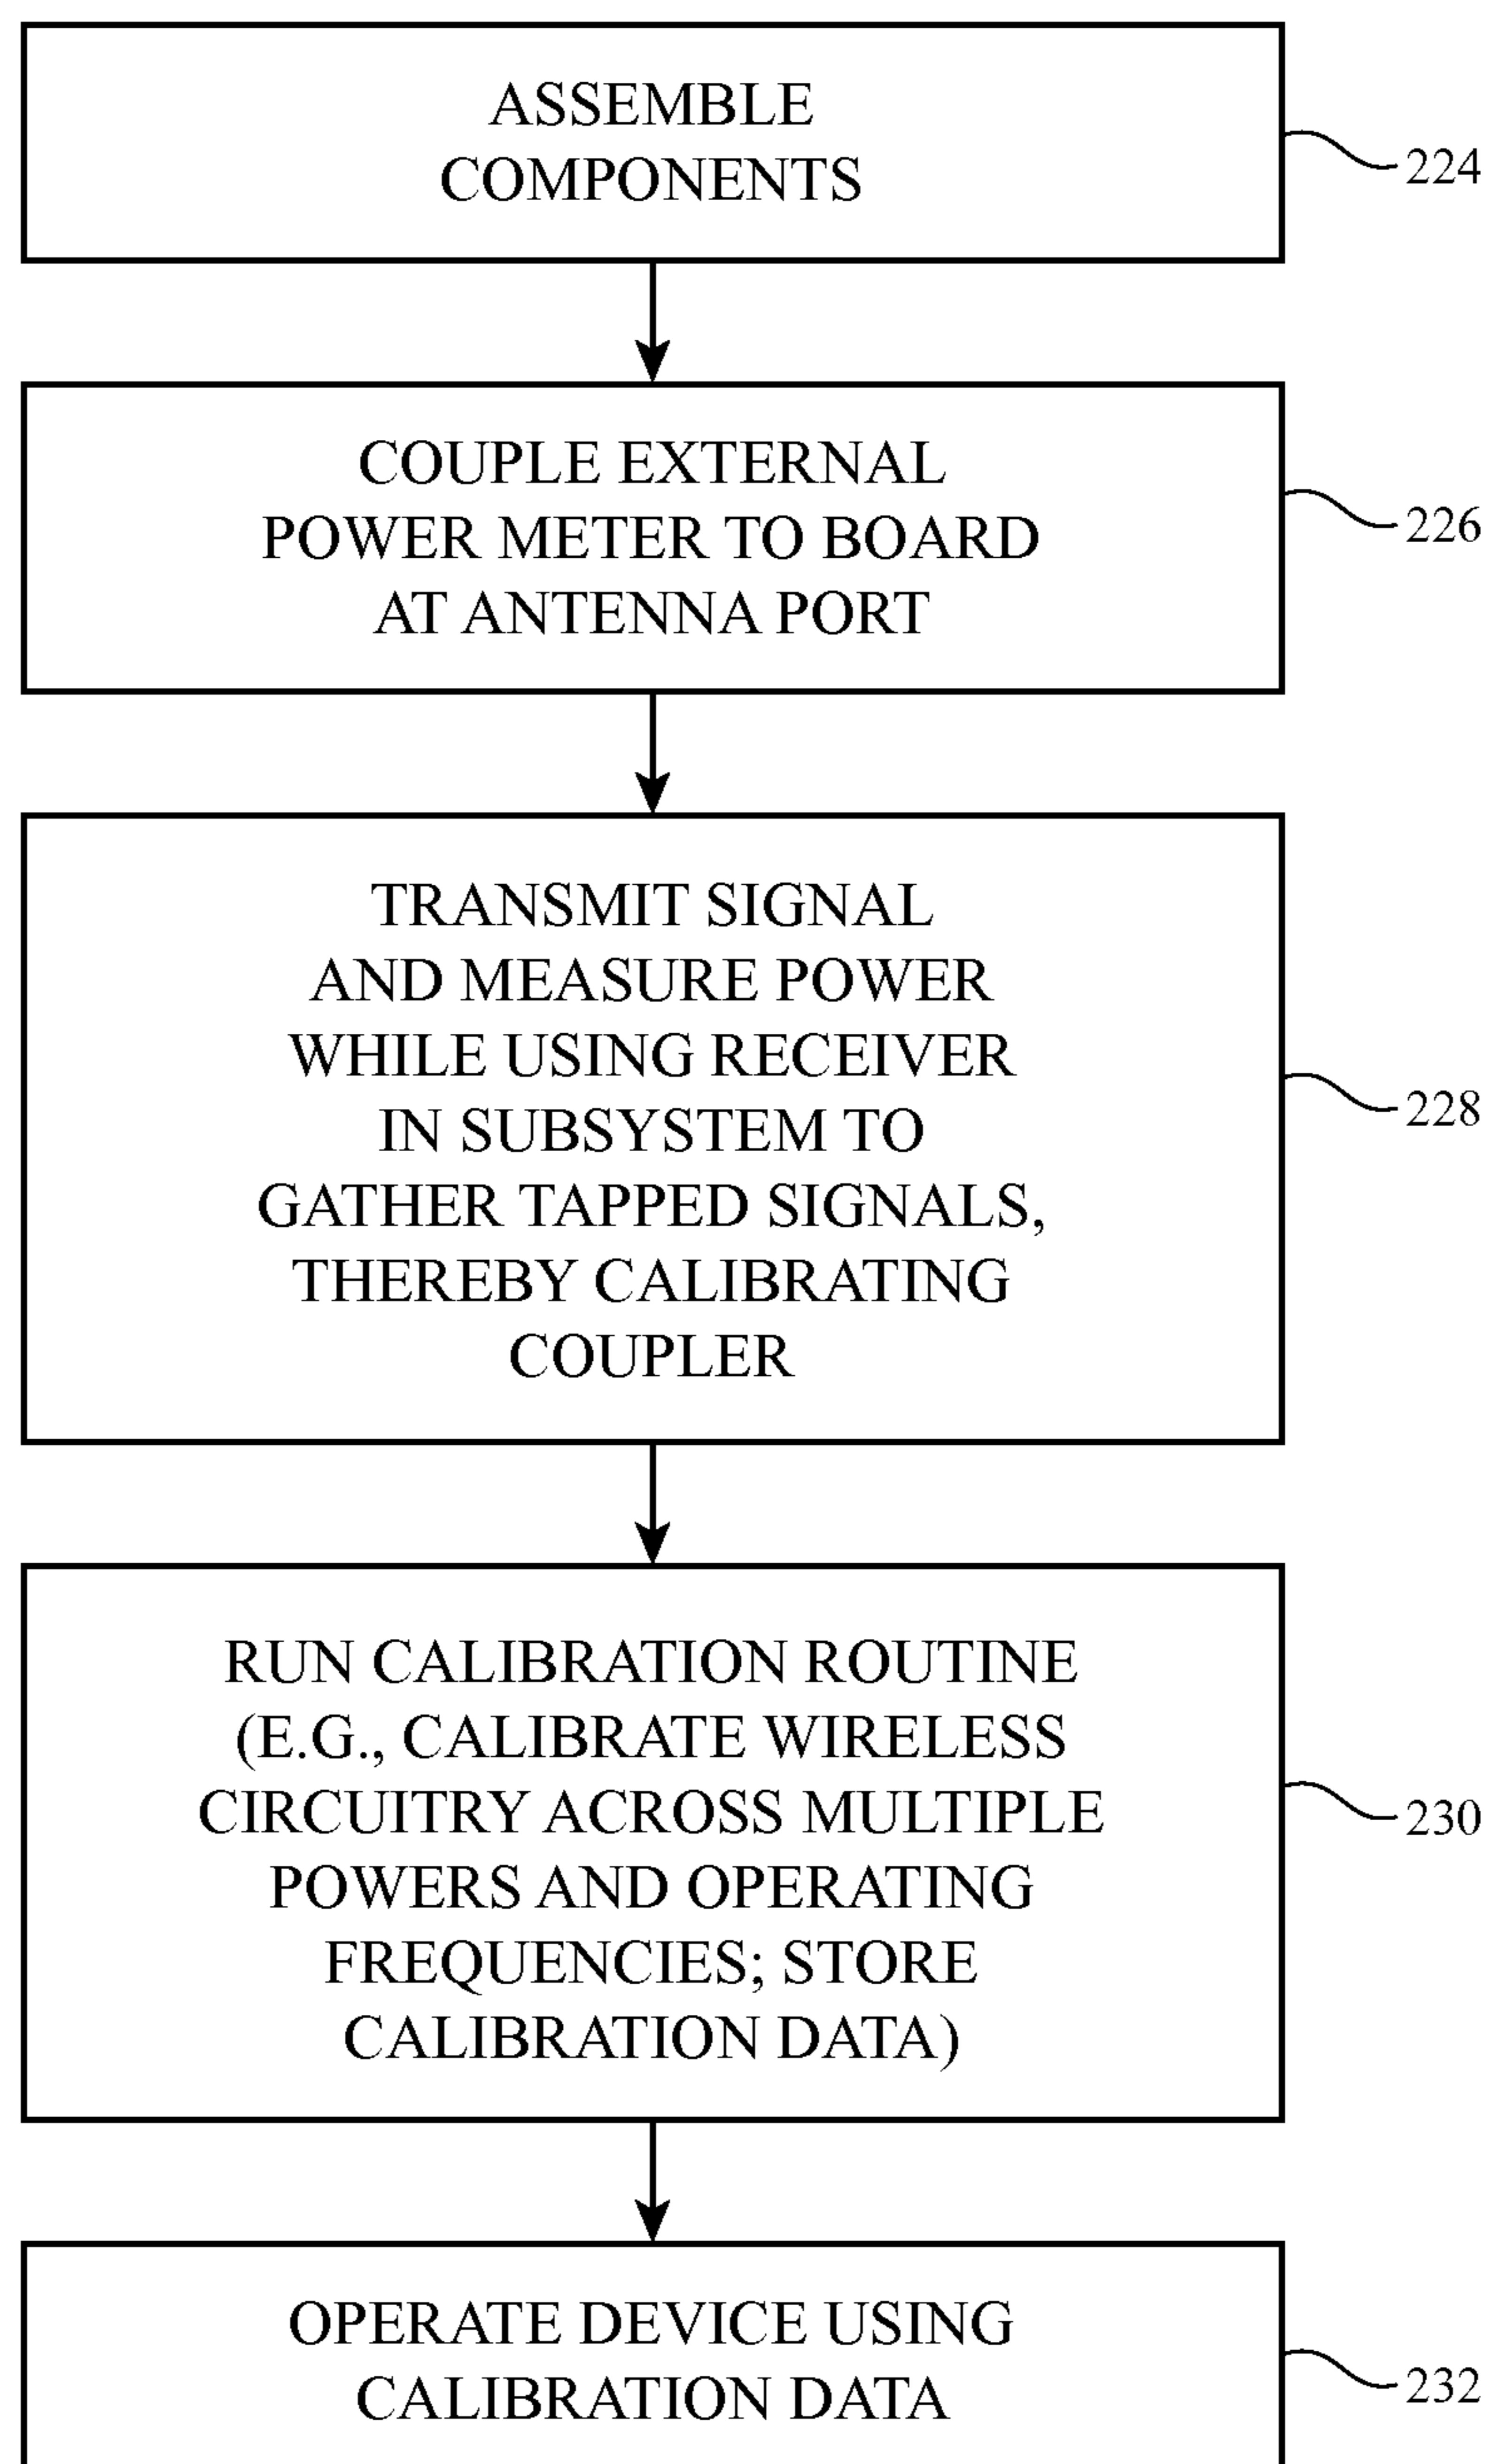 ASSEMBLE
COMPONENTS
224
COUPLE EXTERNAL
POWER METER TO BOARD
AT ANTENNA PORT
226
TRANSMIT SIGNAL
AND MEASURE POWER
WHILE USING RECEIVER
IN SUBSYSTEM TO
GATHER TAPPED SIGNALS,
THEREBY CALIBRATING
COUPLER
228
RUN CALIBRATION ROUTINE
(E.G., CALIBRATE WIRELESS
CIRCUITRY ACROSS MULTIPLE
POWERS AND OPERATING
FREQUENCIES; STORE
CALIBRATION DATA)
230
OPERATE DEVICE USING
CALIBRATION DATA
232